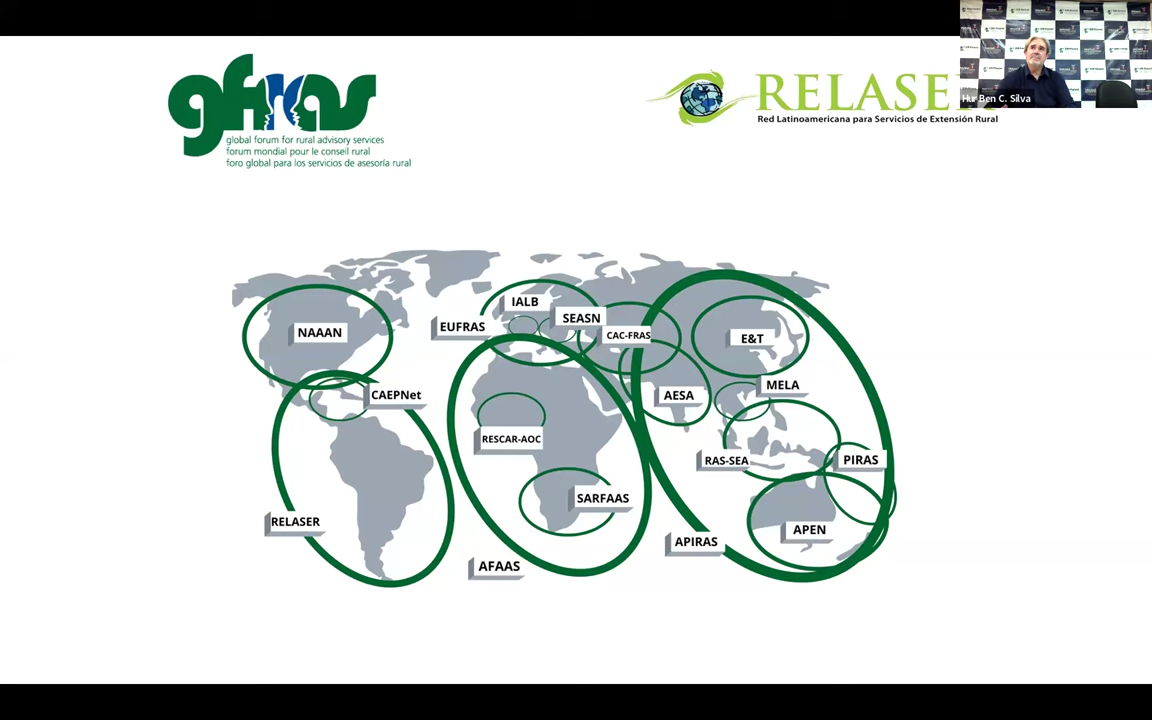 gfras
global forum for rural advisory services
forum mondial pour le conseil rural
foro global para los servicios de asesoría rural
RELASE
Red Latinoamericana para Servicios de Extensión Rural
Hur Ben C. Silva
NAAAN
IALB
EUFRAS
SEASN
CAC-FRAS
E&T
CAEPNet
AESA
MELA
RESCAR-AOC
RAS-SEA
PIRAS
SARFAAS
RELASER
APEN
APIRAS
AFAAS